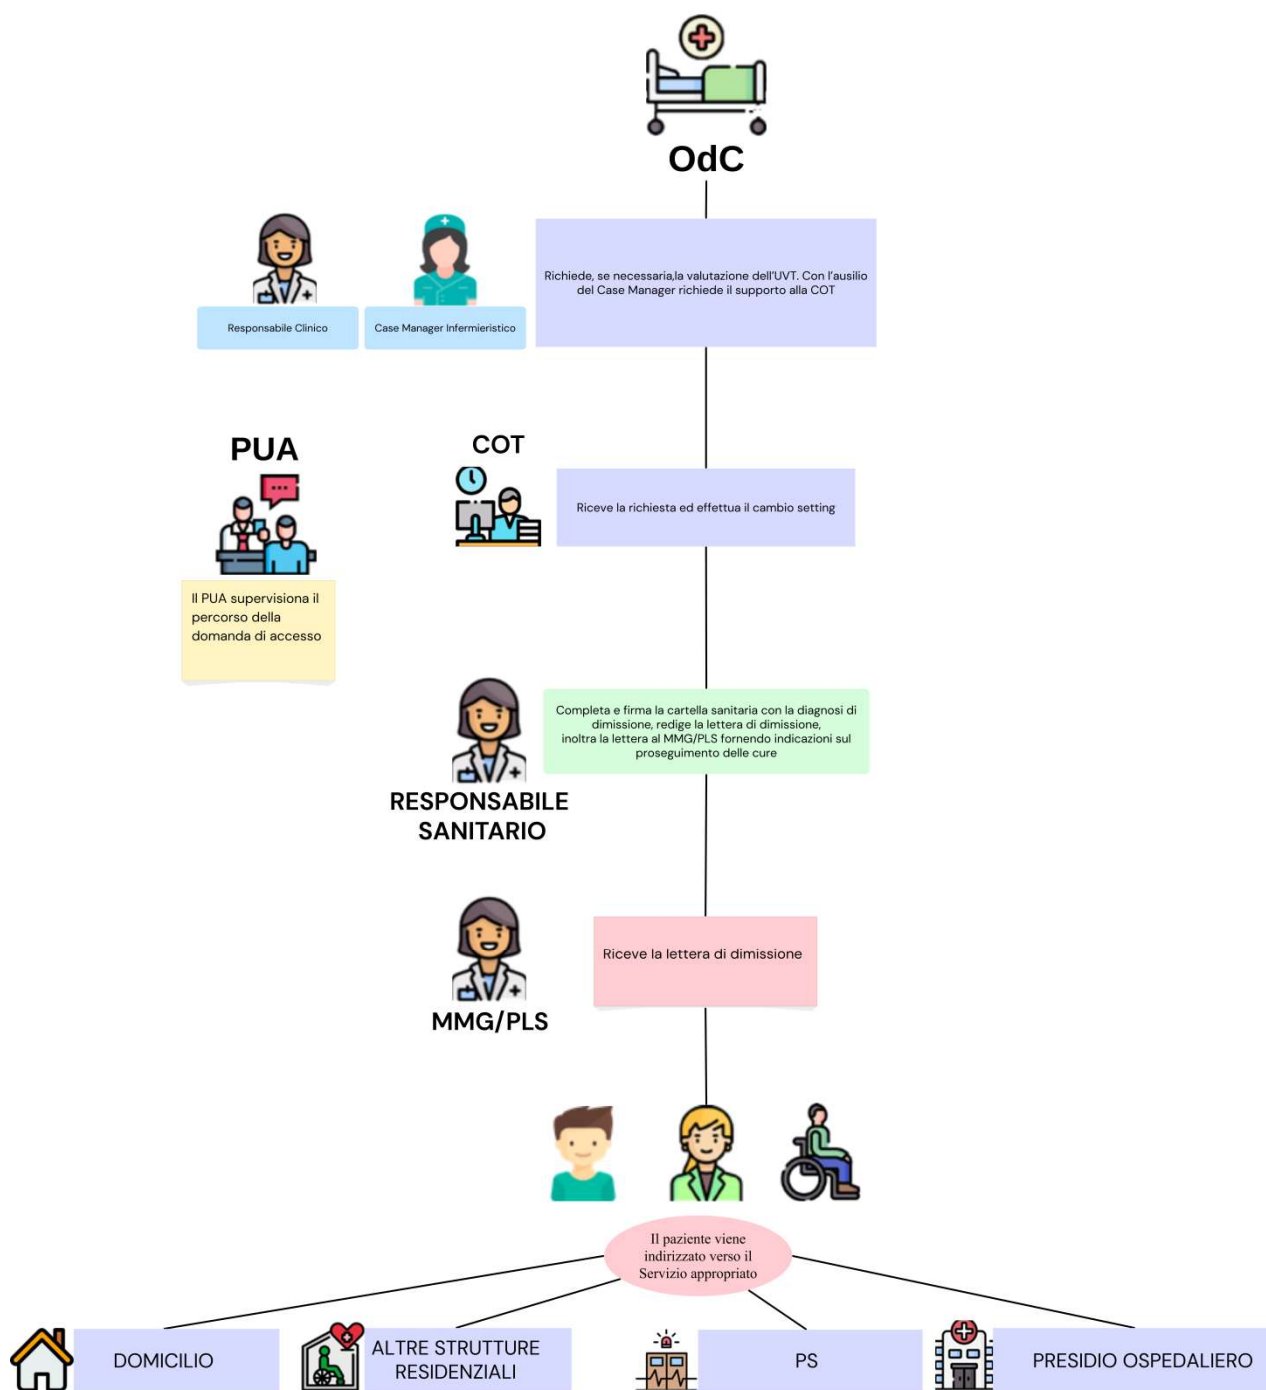 OdC
Richiede, se necessaria,la valutazione dell'UVT. Con l'ausilio
del Case Manager richiede il supporto alla COT
Responsabile Clinico
Case Manager Infermieristico
PUA
COT
Riceve la richiesta ed effettua il cambio setting
Il PUA supervisiona il
percorso della
domanda di accesso
Completa e firma la cartella sanitaria con la diagnosi di
dimissione, redige la lettera di dimissione,
inoltra la lettera al MMG/PLS fornendo indicazioni sul
proseguimento delle cure
RESPONSABILE
SANITARIO
Riceve la lettera di dimissione
MMG/PLS
Il paziente viene
indirizzato verso il
Servizio appropriato
DOMICILIO
ALTRE STRUTTURE
RESIDENZIALI
PS
PRESIDIO OSPEDALIERO